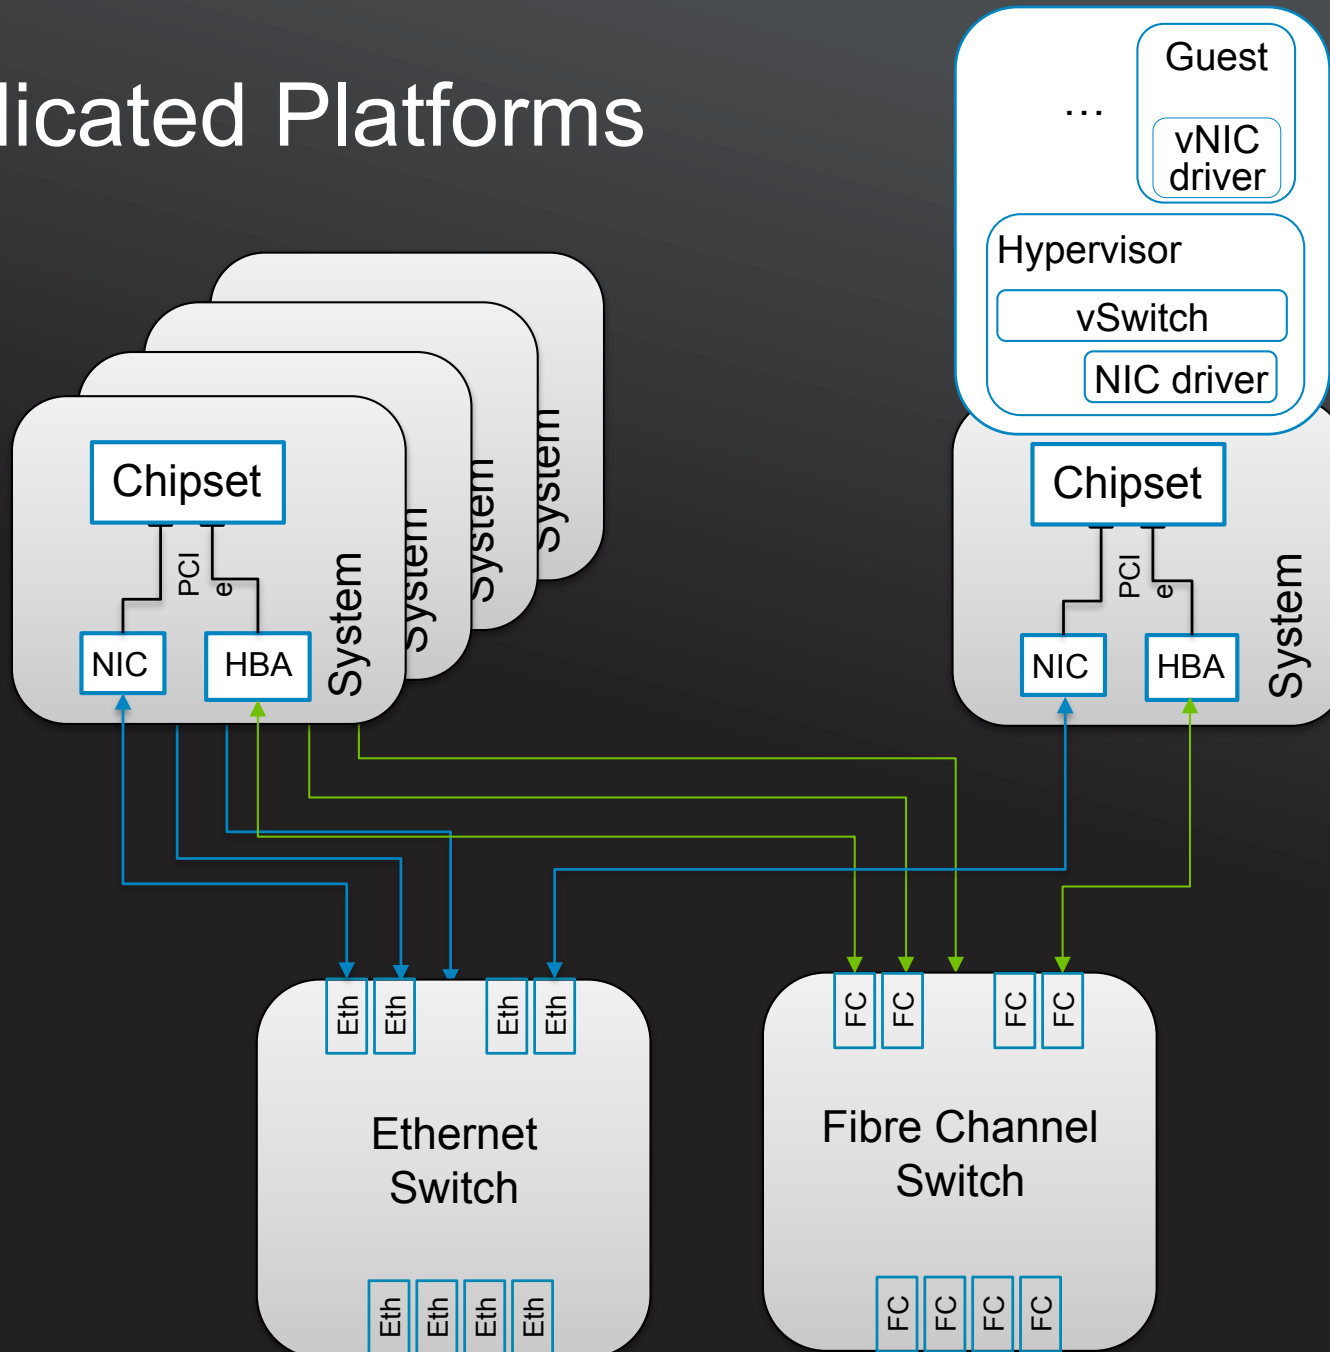 licated Platforms
Guest
...
vNIC
driver
Hypervisor
vSwitch
NIC driver
System
System
System
System
Chipset
PCI
e
NIC
HBA
Chipset
PCI
e
NIC
HBA
System
Eth
Eth
Eth
Eth
FC
FC
FC
FC
Ethernet
Switch
Fibre Channel
Switch
Eth
Eth
Eth
Eth
FC
FC
FC
FC